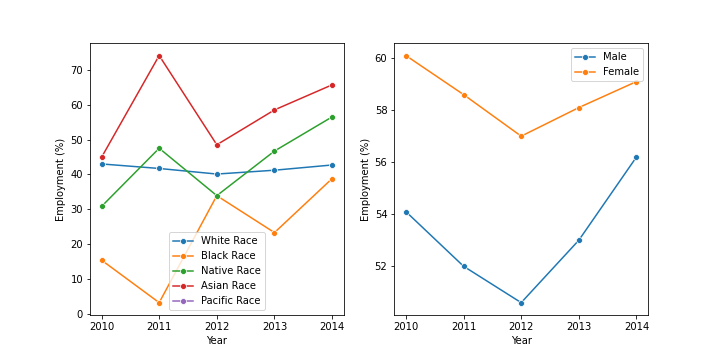 70
60
50
40
30
20
10
0
Employment (%)
2010 2011 2012 2013 2014
Year
White Race
Black Race
Native Race
Asian Race
Pacific Race
60
58
56
54
52
Employment (%)
2010 2011 2012 2013 2014
Year
Male
Female